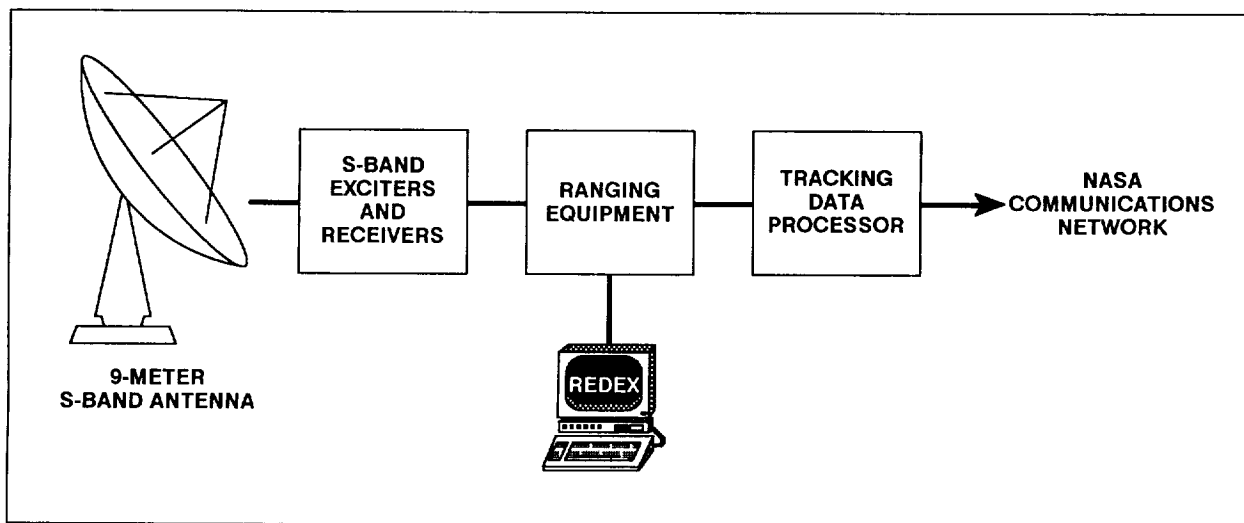 9-METER
S-BAND ANTENNA
S-BAND
EXCITERS
AND
RECEIVERS
RANGING
EQUIPMENT
REDEX
TRACKING
DATA
PROCESSOR
NASA
COMMUNICATIONS
NETWORK